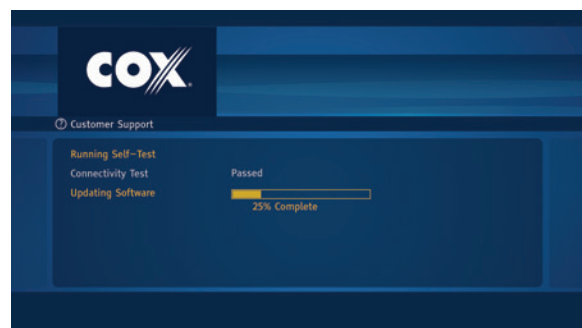 COX
? Customer Support
Running Self-Test
Connectivity Test Passed
Updating Software
25% Complete